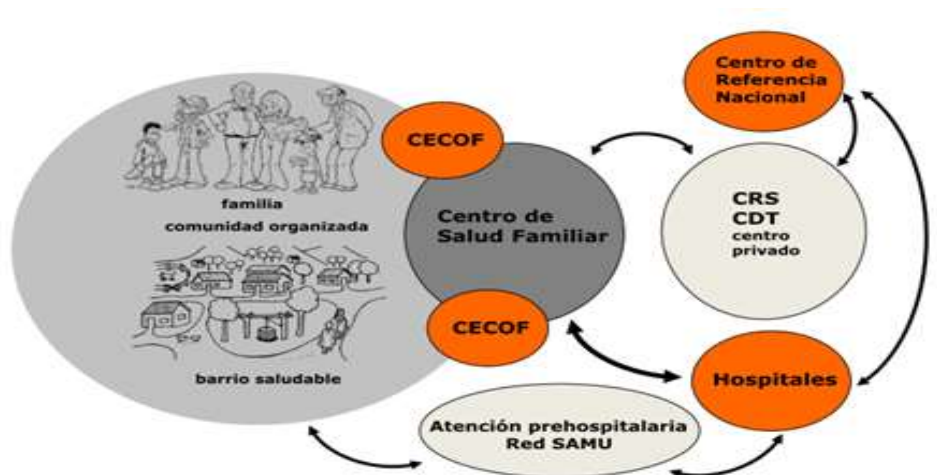 Centro de
Referencia
Nacional
CECOF
familia
comunidad organizada
Centro de
Salud Familiar
CRS
CDT
centro
privado
CECOF
barrio saludable
Hospitales
Atención prehospitalaria
Red SAMU